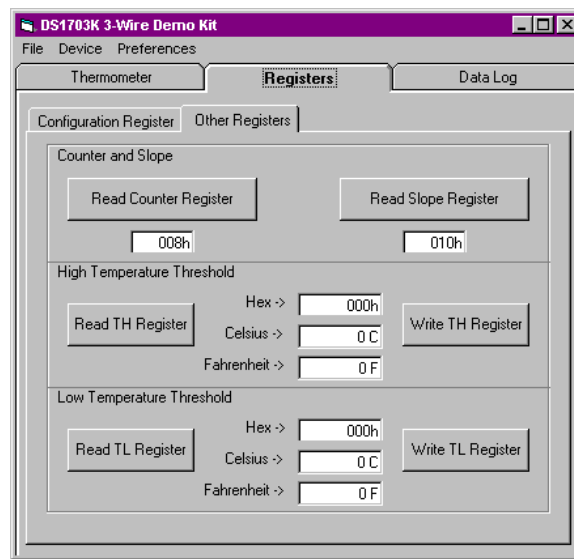 DS1703K 3-Wire Demo Kit
File Device Preferences
Thermometer Registers Data Log
Configuration Register Other Registers
Counter and Slope
Read Counter Register Read Slope Register
008h 010h
High Temperature Threshold
Hex -> 000h
Read TH Register Celsius -> 0 C Write TH Register
Fahrenheit -> 0 F
Low Temperature Threshold
Hex -> 000h
Read TL Register Celsius -> 0 C Write TL Register
Fahrenheit -> 0 F